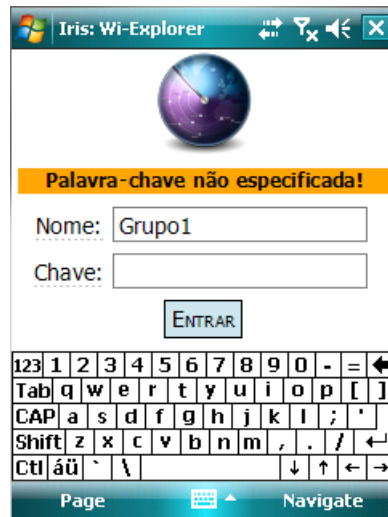 Iris: Wi-Explorer
Palavra-chave não especificada!
Nome: Grupo1
Chave:
ENTRAR
123 1 2 3 4 5 6 7 8 9 0 - =
Tab q w e r t y u i o p [ ]
CAP a s d f g h j k l ; '
Shift z x c v b n m , . /
Ctl áü ` \
Page Navigate